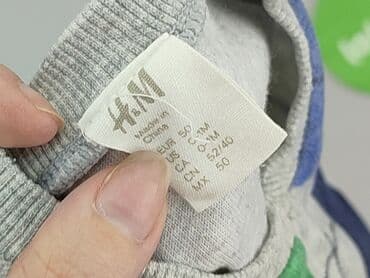 H&M
Made in
China
EUR 50
US 0-1M
CA 0-1M
CN 52/40
MX 50